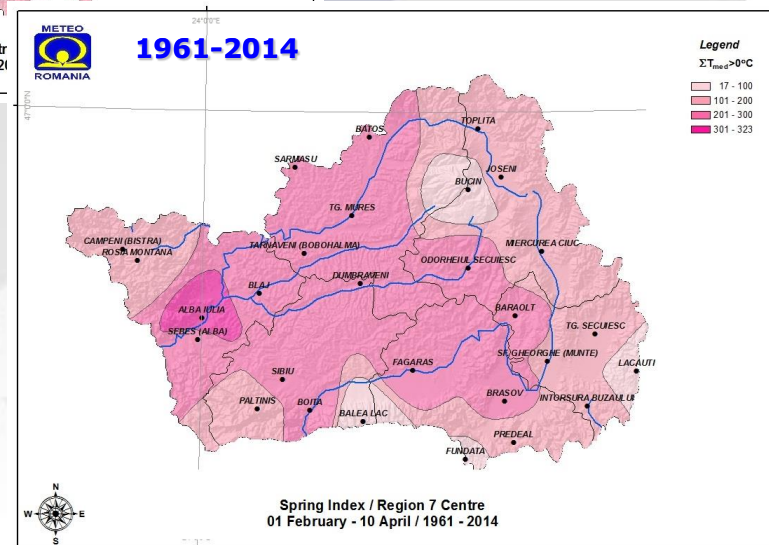 24°0'0"E
METEO
ROMANIA
1961-2014
Legend
ΣTmed>0°C
17 - 100
101 - 200
201 - 300
301 - 323
47°0'0"N
TOPLITA
BATOS
SARMASU
JOSENI
BUCIN
TG. MURES
CAMPENI (BISTRA)
ROSIA MONTANA
TARNAVENI (BOBOHALMA)
MIERCUREA CIUC
ODORHEIUL SECUIESC
DUMBRAVENI
BLAJ
ALBA IULIA
BARAOLT
SEBES (ALBA)
TG. SECUIESC
SF. GHEORGHE (MUNTE)
LACAUTI
FAGARAS
SIBIU
PALTINIS
BOITA
BRASOV
INTORSURA BUZAULUI
BALEA LAC
PREDEAL
FUNDATA
N
W
E
S
Spring Index / Region 7 Centre
01 February - 10 April / 1961 - 2014